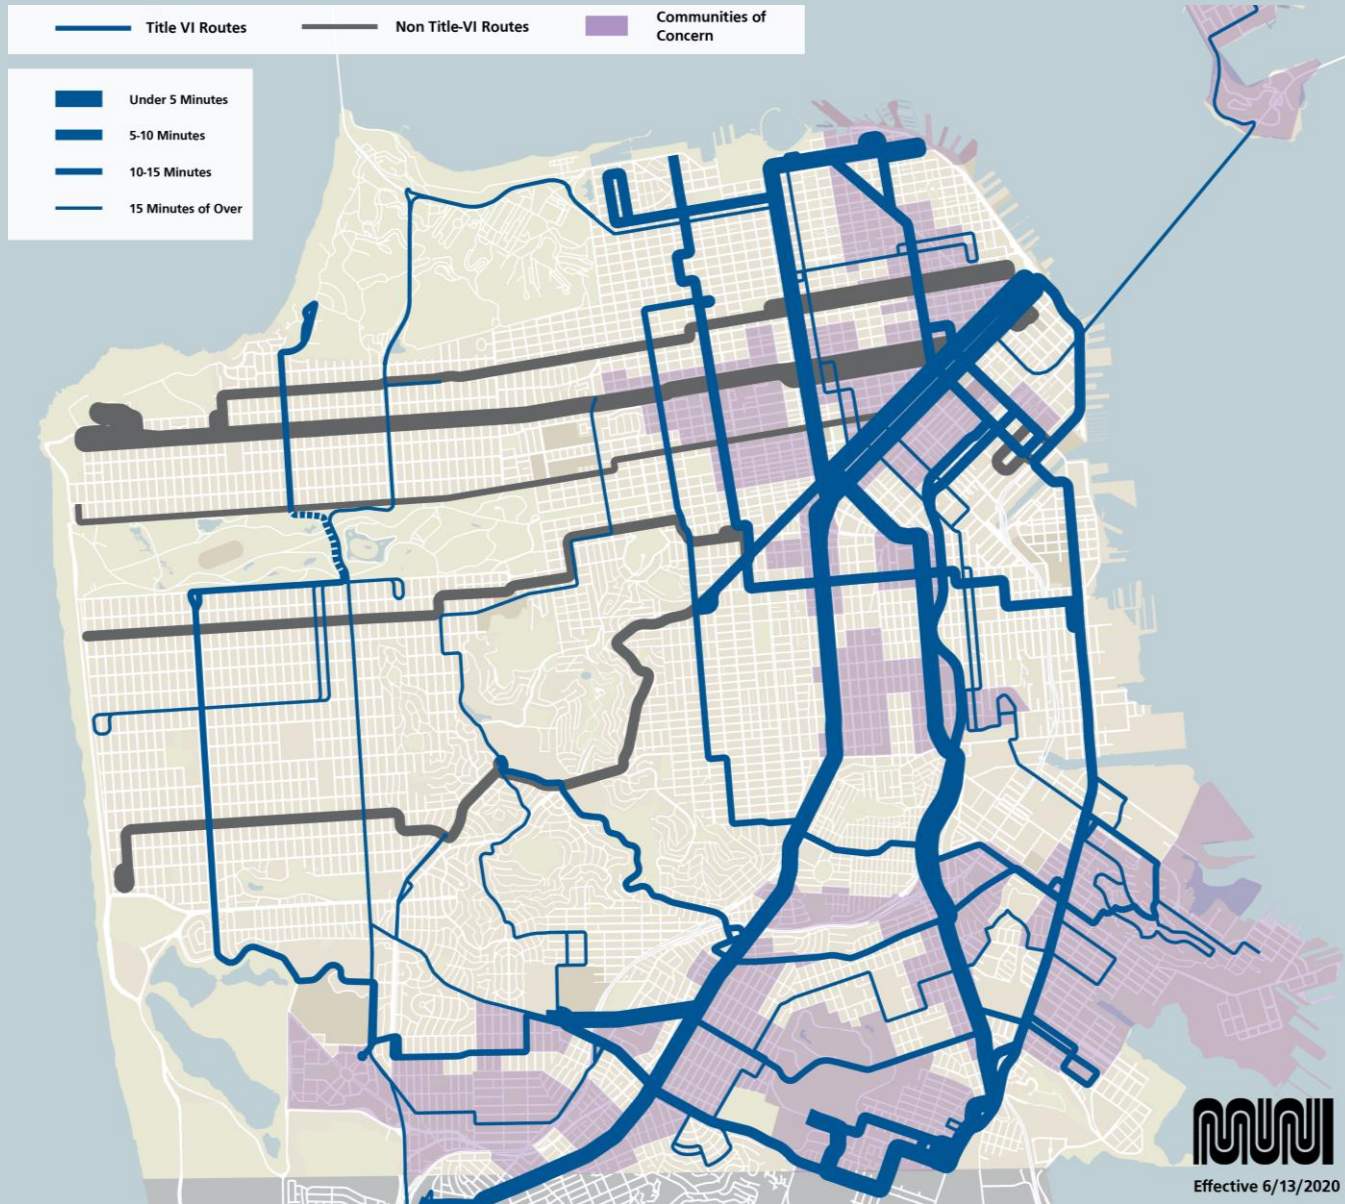 Title VI Routes
Non Title-VI Routes
Communities of
Concern
Under 5 Minutes
5-10 Minutes
10-15 Minutes
15 Minutes of Over
MUNI
Effective 6/13/2020